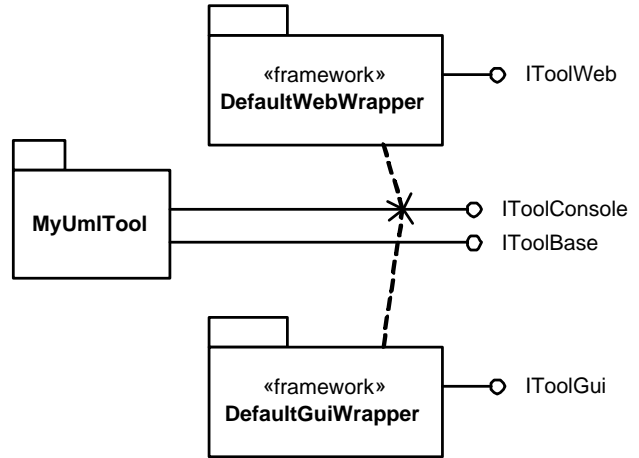 «framework»
DefaultWebWrapper
IToolWeb
MyUmlTool
IToolConsole
IToolBase
«framework»
DefaultGuiWrapper
IToolGui